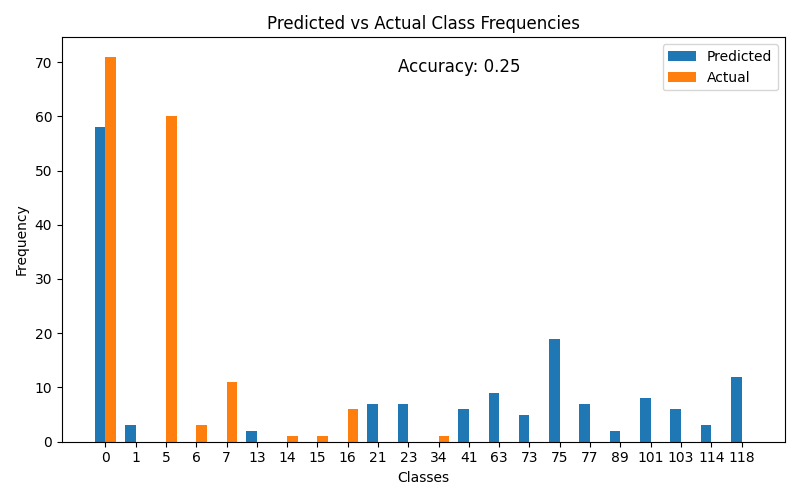 Predicted vs Actual Class Frequencies
Accuracy: 0.25
Predicted
Actual
Frequency
70
60
50
40
30
20
10
0
0 1 5 6 7 13 14 15 16 21 23 34 41 63 73 75 77 89 101 103 114 118
Classes